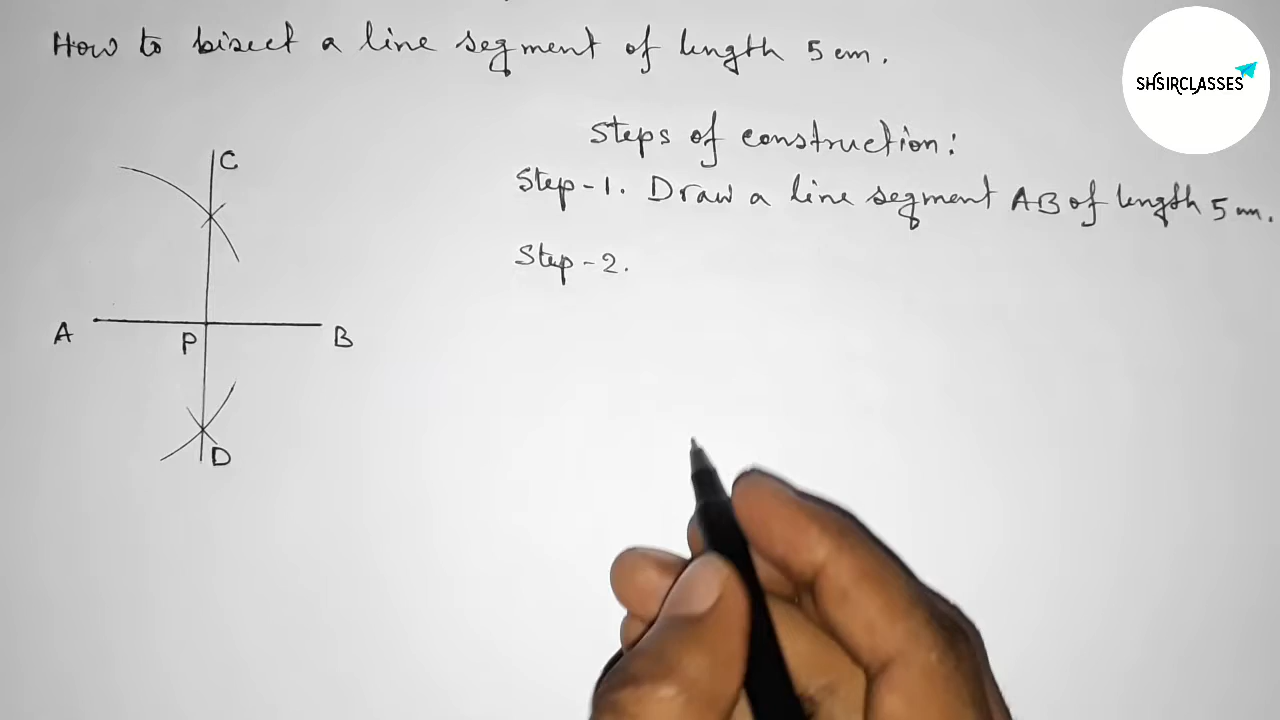 How to bisect a line segment of length 5 cm.
SHSIRCLASSES
Steps of construction:
Step-1. Draw a line segment AB of length 5 cm.
Step-2.
C
A
P
B
D